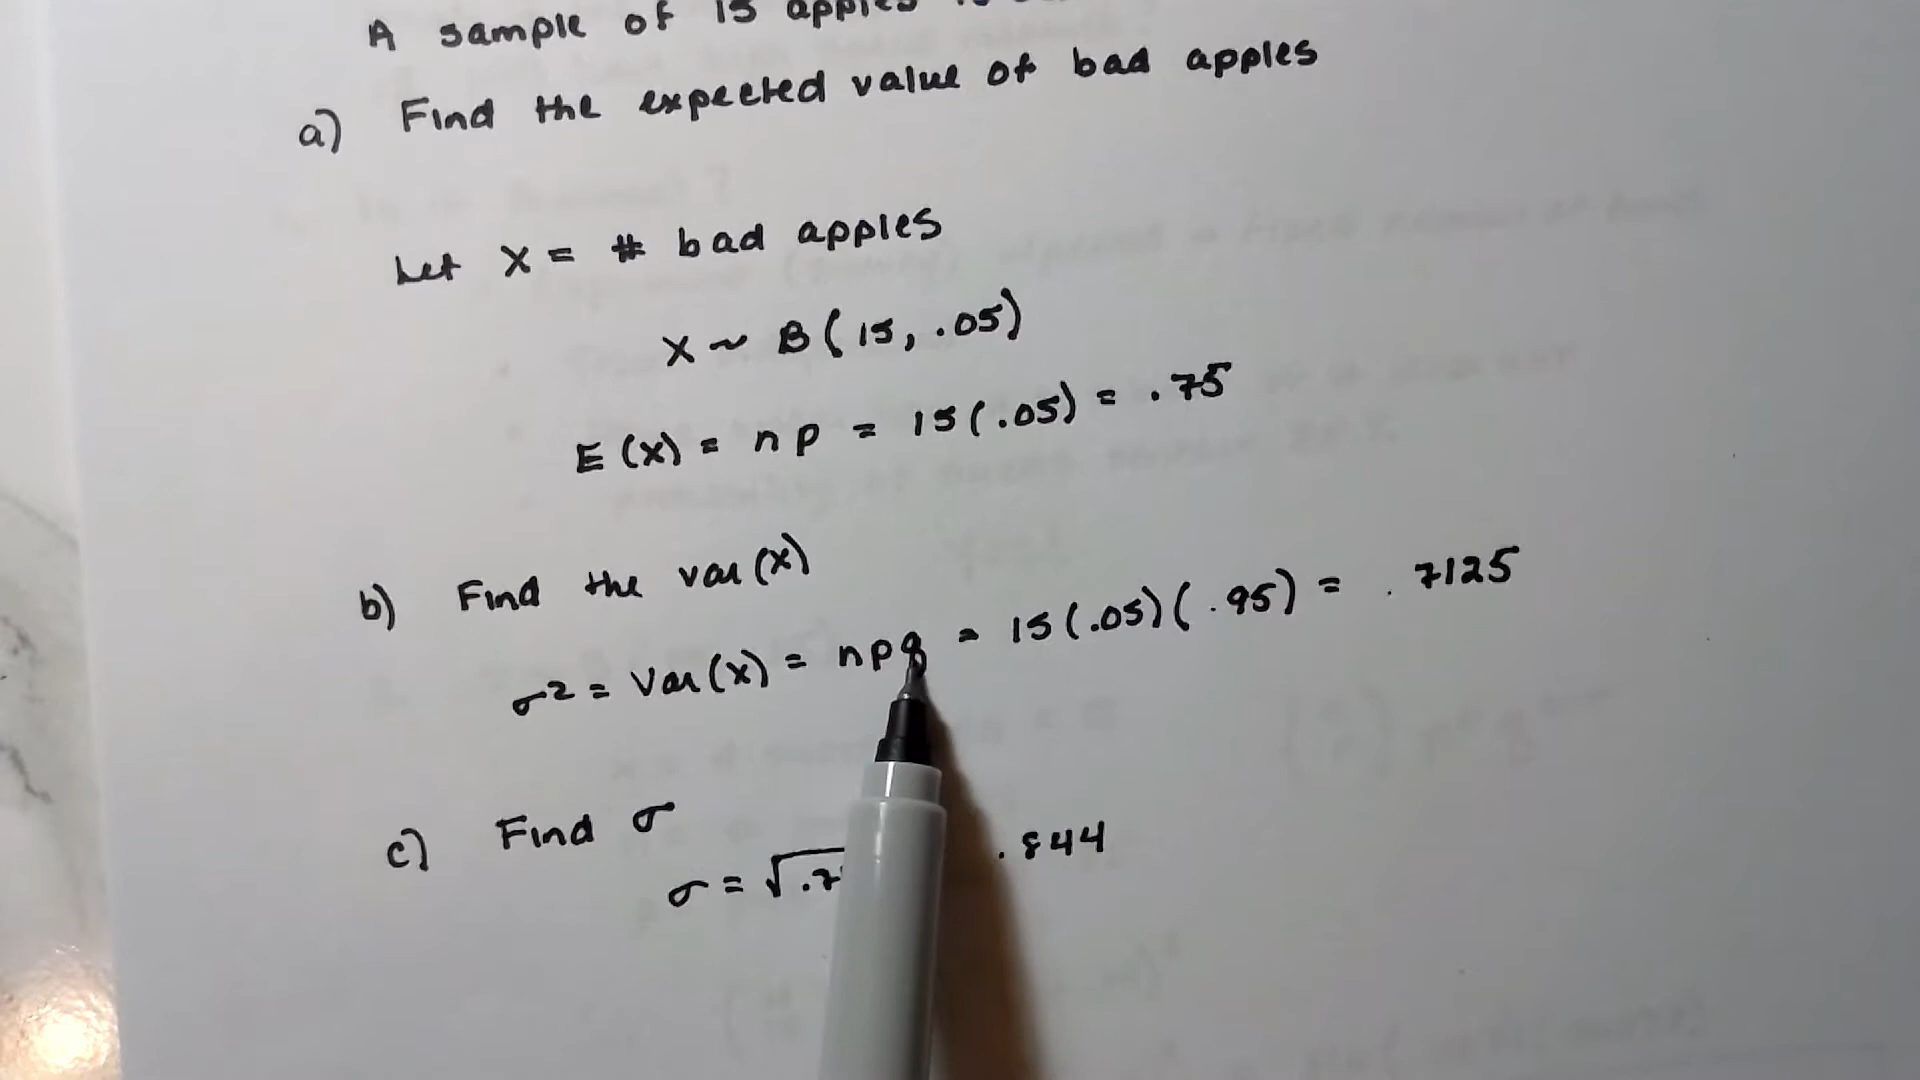 A sample of 15 apples
a) Find the expected value of bad apples
Let X = # bad apples
X ~ B(15, .05)
E(X) = np = 15(.05) = .75
b) Find the var(X)
σ² = Var(X) = npq = 15(.05)(.95) = .7125
c) Find σ
σ = √.7 .844